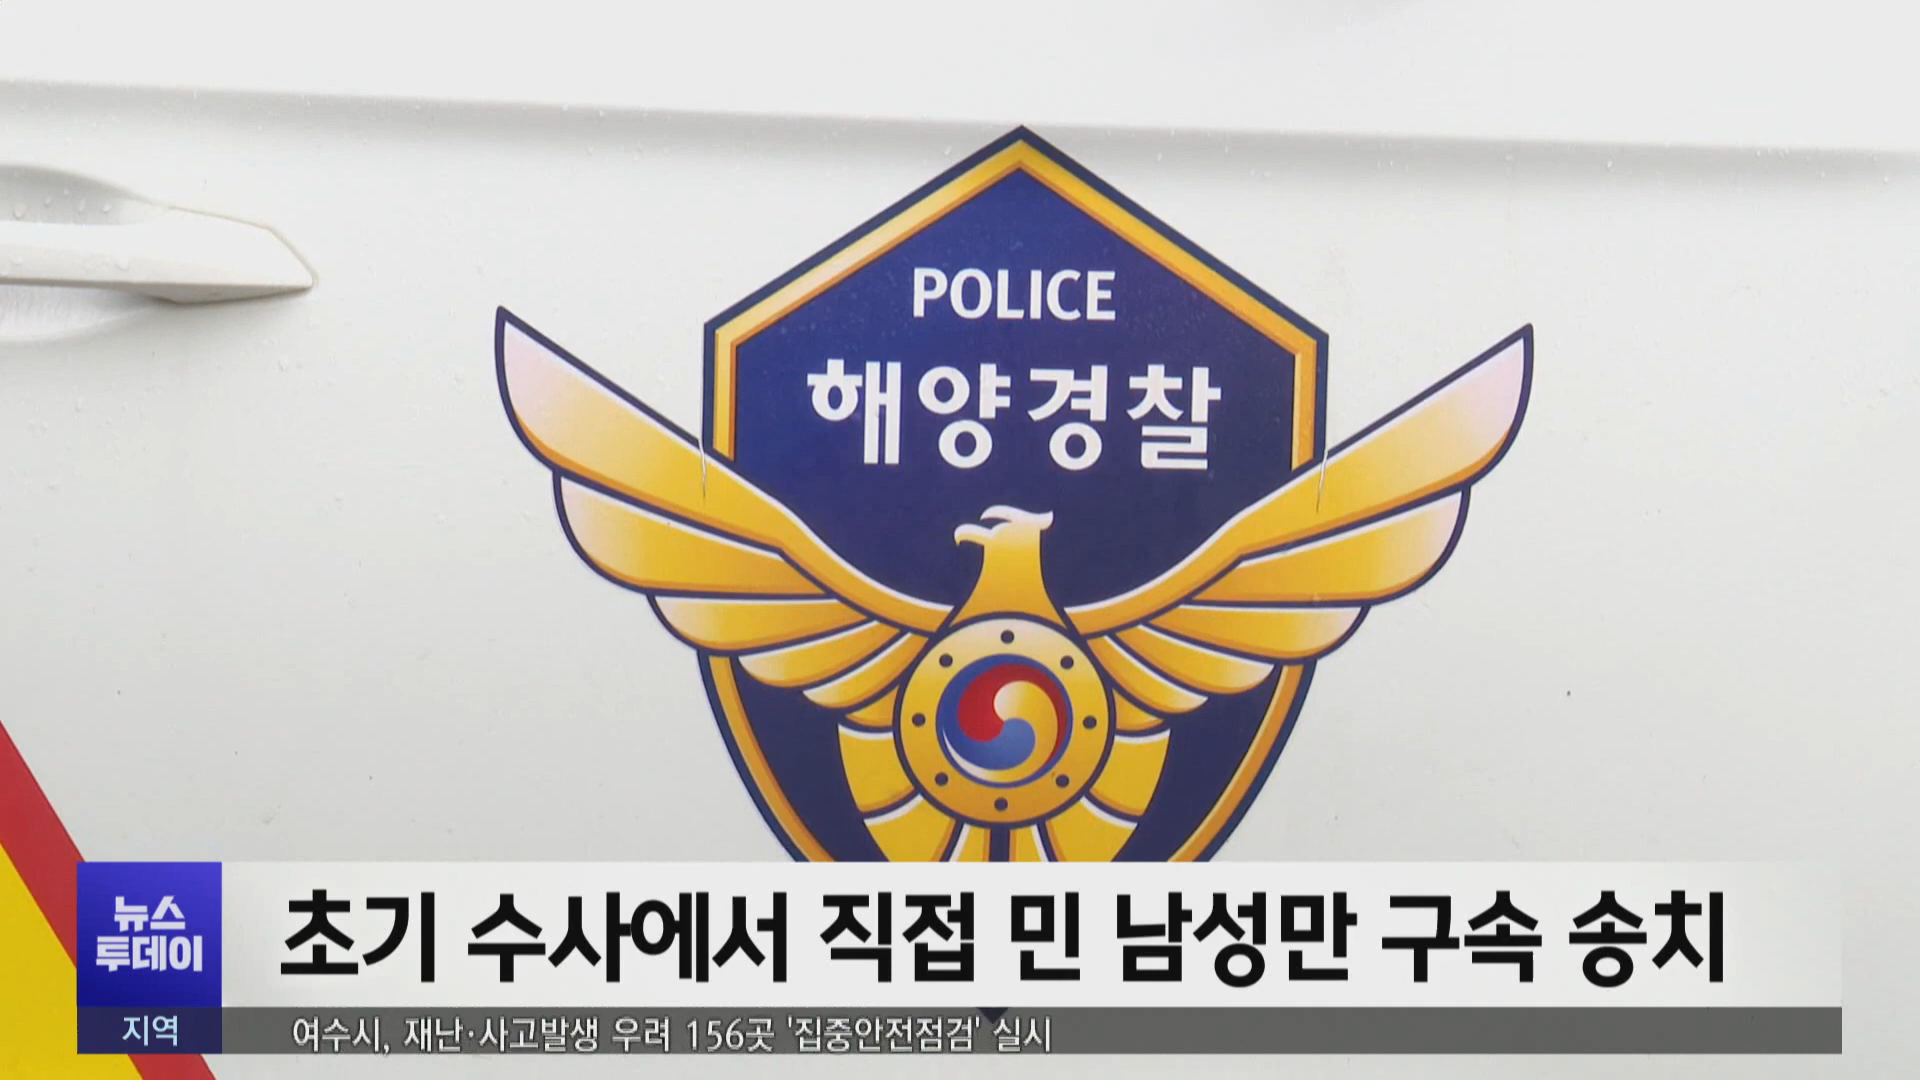 POLICE
해양경찰
뉴스
투데이
초기 수사에서 직접 민 남성만 구속 송치
지역
여수시, 재난·사고발생 우려 156곳 '집중안전점검' 실시